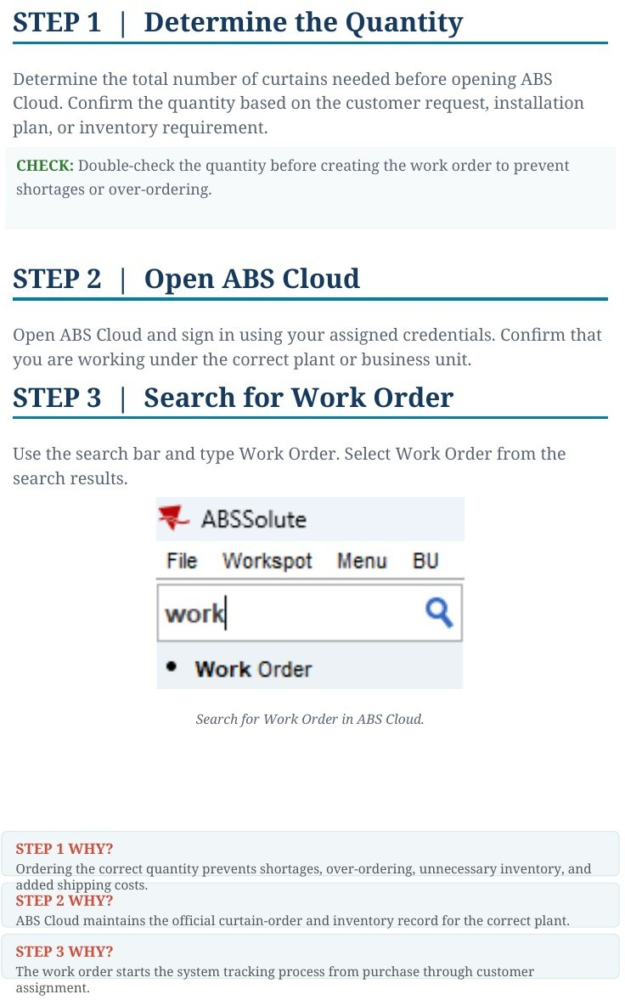 STEP 1 | Determine the Quantity
Determine the total number of curtains needed before opening ABS
Cloud. Confirm the quantity based on the customer request, installation
plan, or inventory requirement.
CHECK: Double-check the quantity before creating the work order to prevent
shortages or over-ordering.
STEP 2 | Open ABS Cloud
Open ABS Cloud and sign in using your assigned credentials. Confirm that
you are working under the correct plant or business unit.
STEP 3 | Search for Work Order
Use the search bar and type Work Order. Select Work Order from the
search results.
ABSSolute
File Workspot Menu BU
work
• Work Order
Search for Work Order in ABS Cloud.
STEP 1 WHY?
Ordering the correct quantity prevents shortages, over-ordering, unnecessary inventory, and
added shipping costs.
STEP 2 WHY?
ABS Cloud maintains the official curtain-order and inventory record for the correct plant.
STEP 3 WHY?
The work order starts the system tracking process from purchase through customer
assignment.